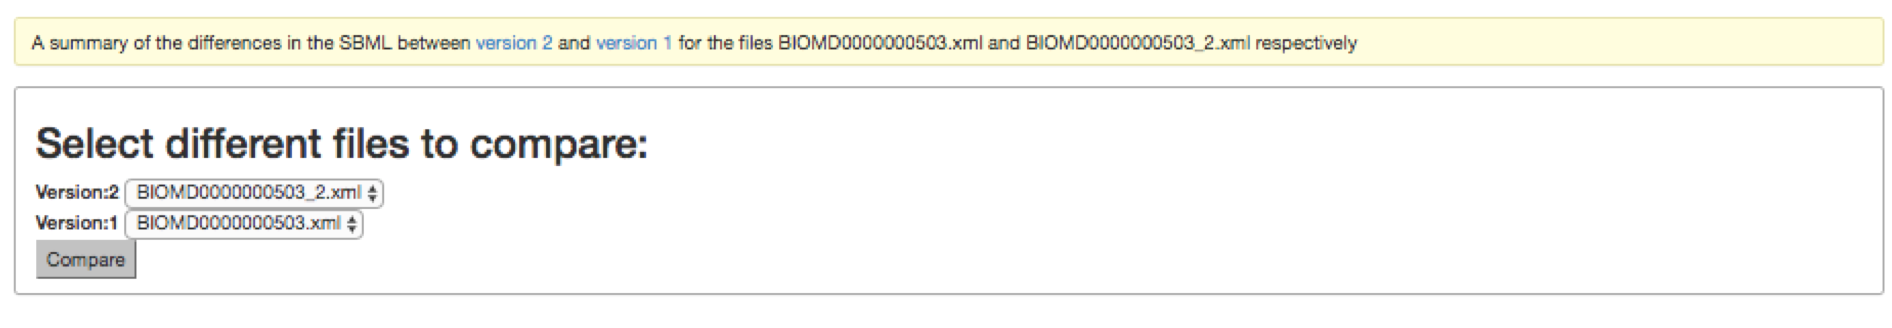 A summary of the differences in the SBML between version 2 and version 1 for the files BIOMD0000000503.xml and BIOMD0000000503_2.xml respectively
Select different files to compare:
Version:2 BIOMD0000000503_2.xml
Version:1 BIOMD0000000503.xml
Compare